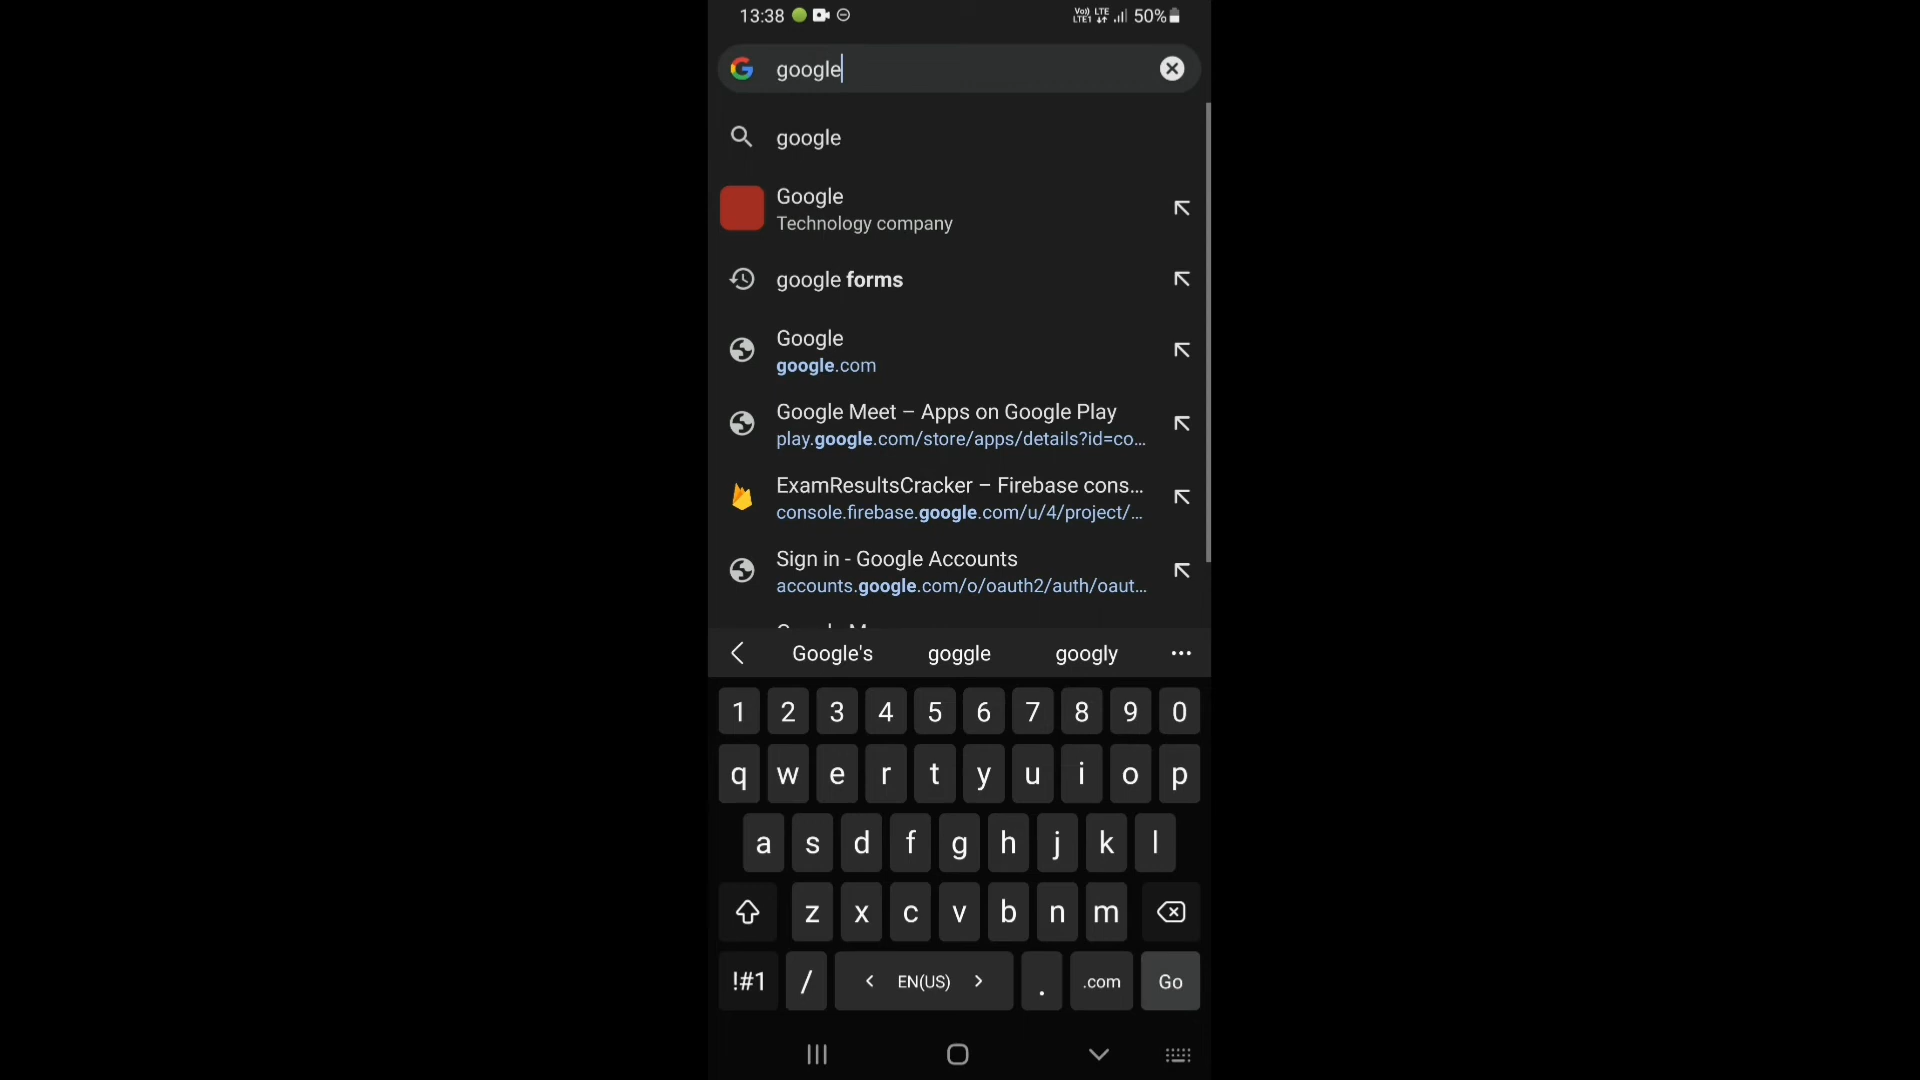 13:38 Vo)) LTE1 LTE 50%
google
google
Google
Technology company
google forms
Google
google.com
Google Meet – Apps on Google Play
play.google.com/store/apps/details?id=co...
ExamResultsCracker – Firebase cons...
console.firebase.google.com/u/4/project/...
Sign in - Google Accounts
accounts.google.com/o/oauth2/auth/oaut...
Google's goggle googly ...
1 2 3 4 5 6 7 8 9 0
q w e r t y u i o p
a s d f g h j k l
z x c v b n m
!#1 / < EN(US) > . .com Go